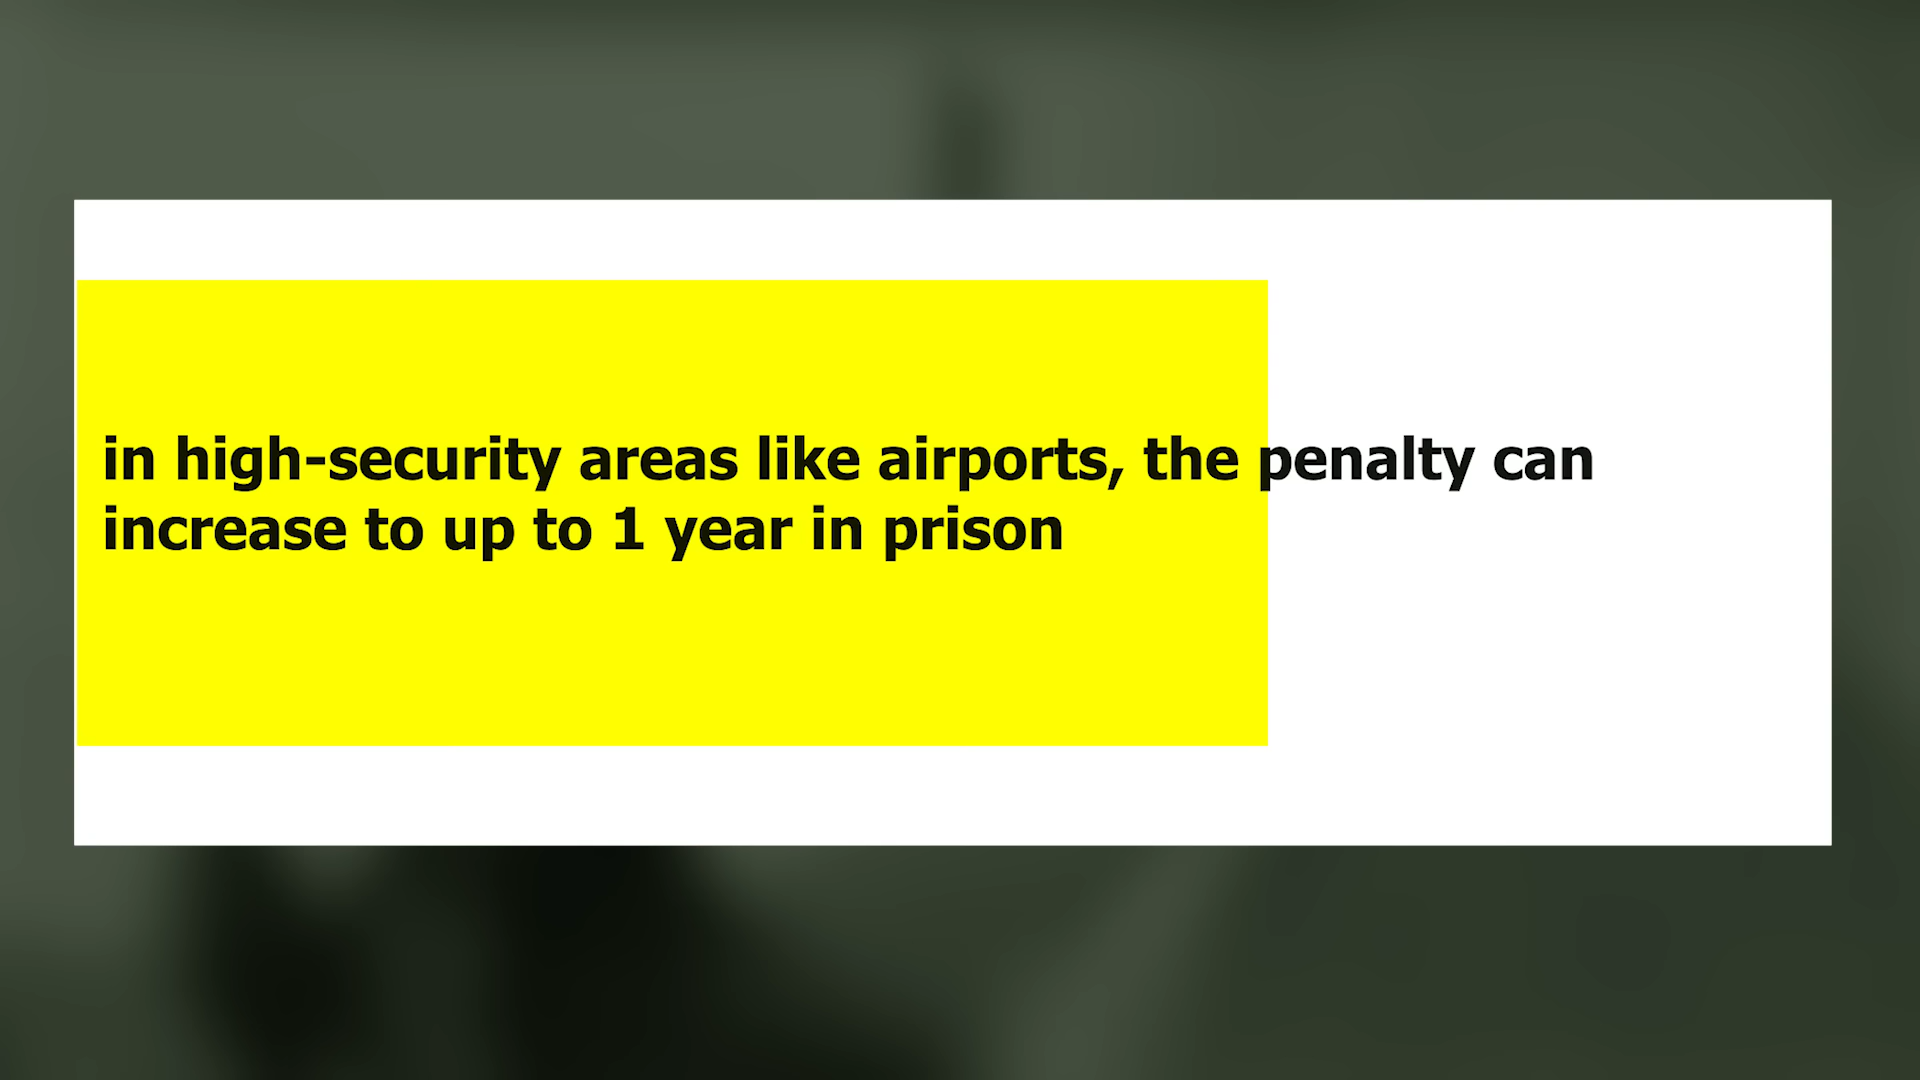 in high-security areas like airports, the penalty can
increase to up to 1 year in prison